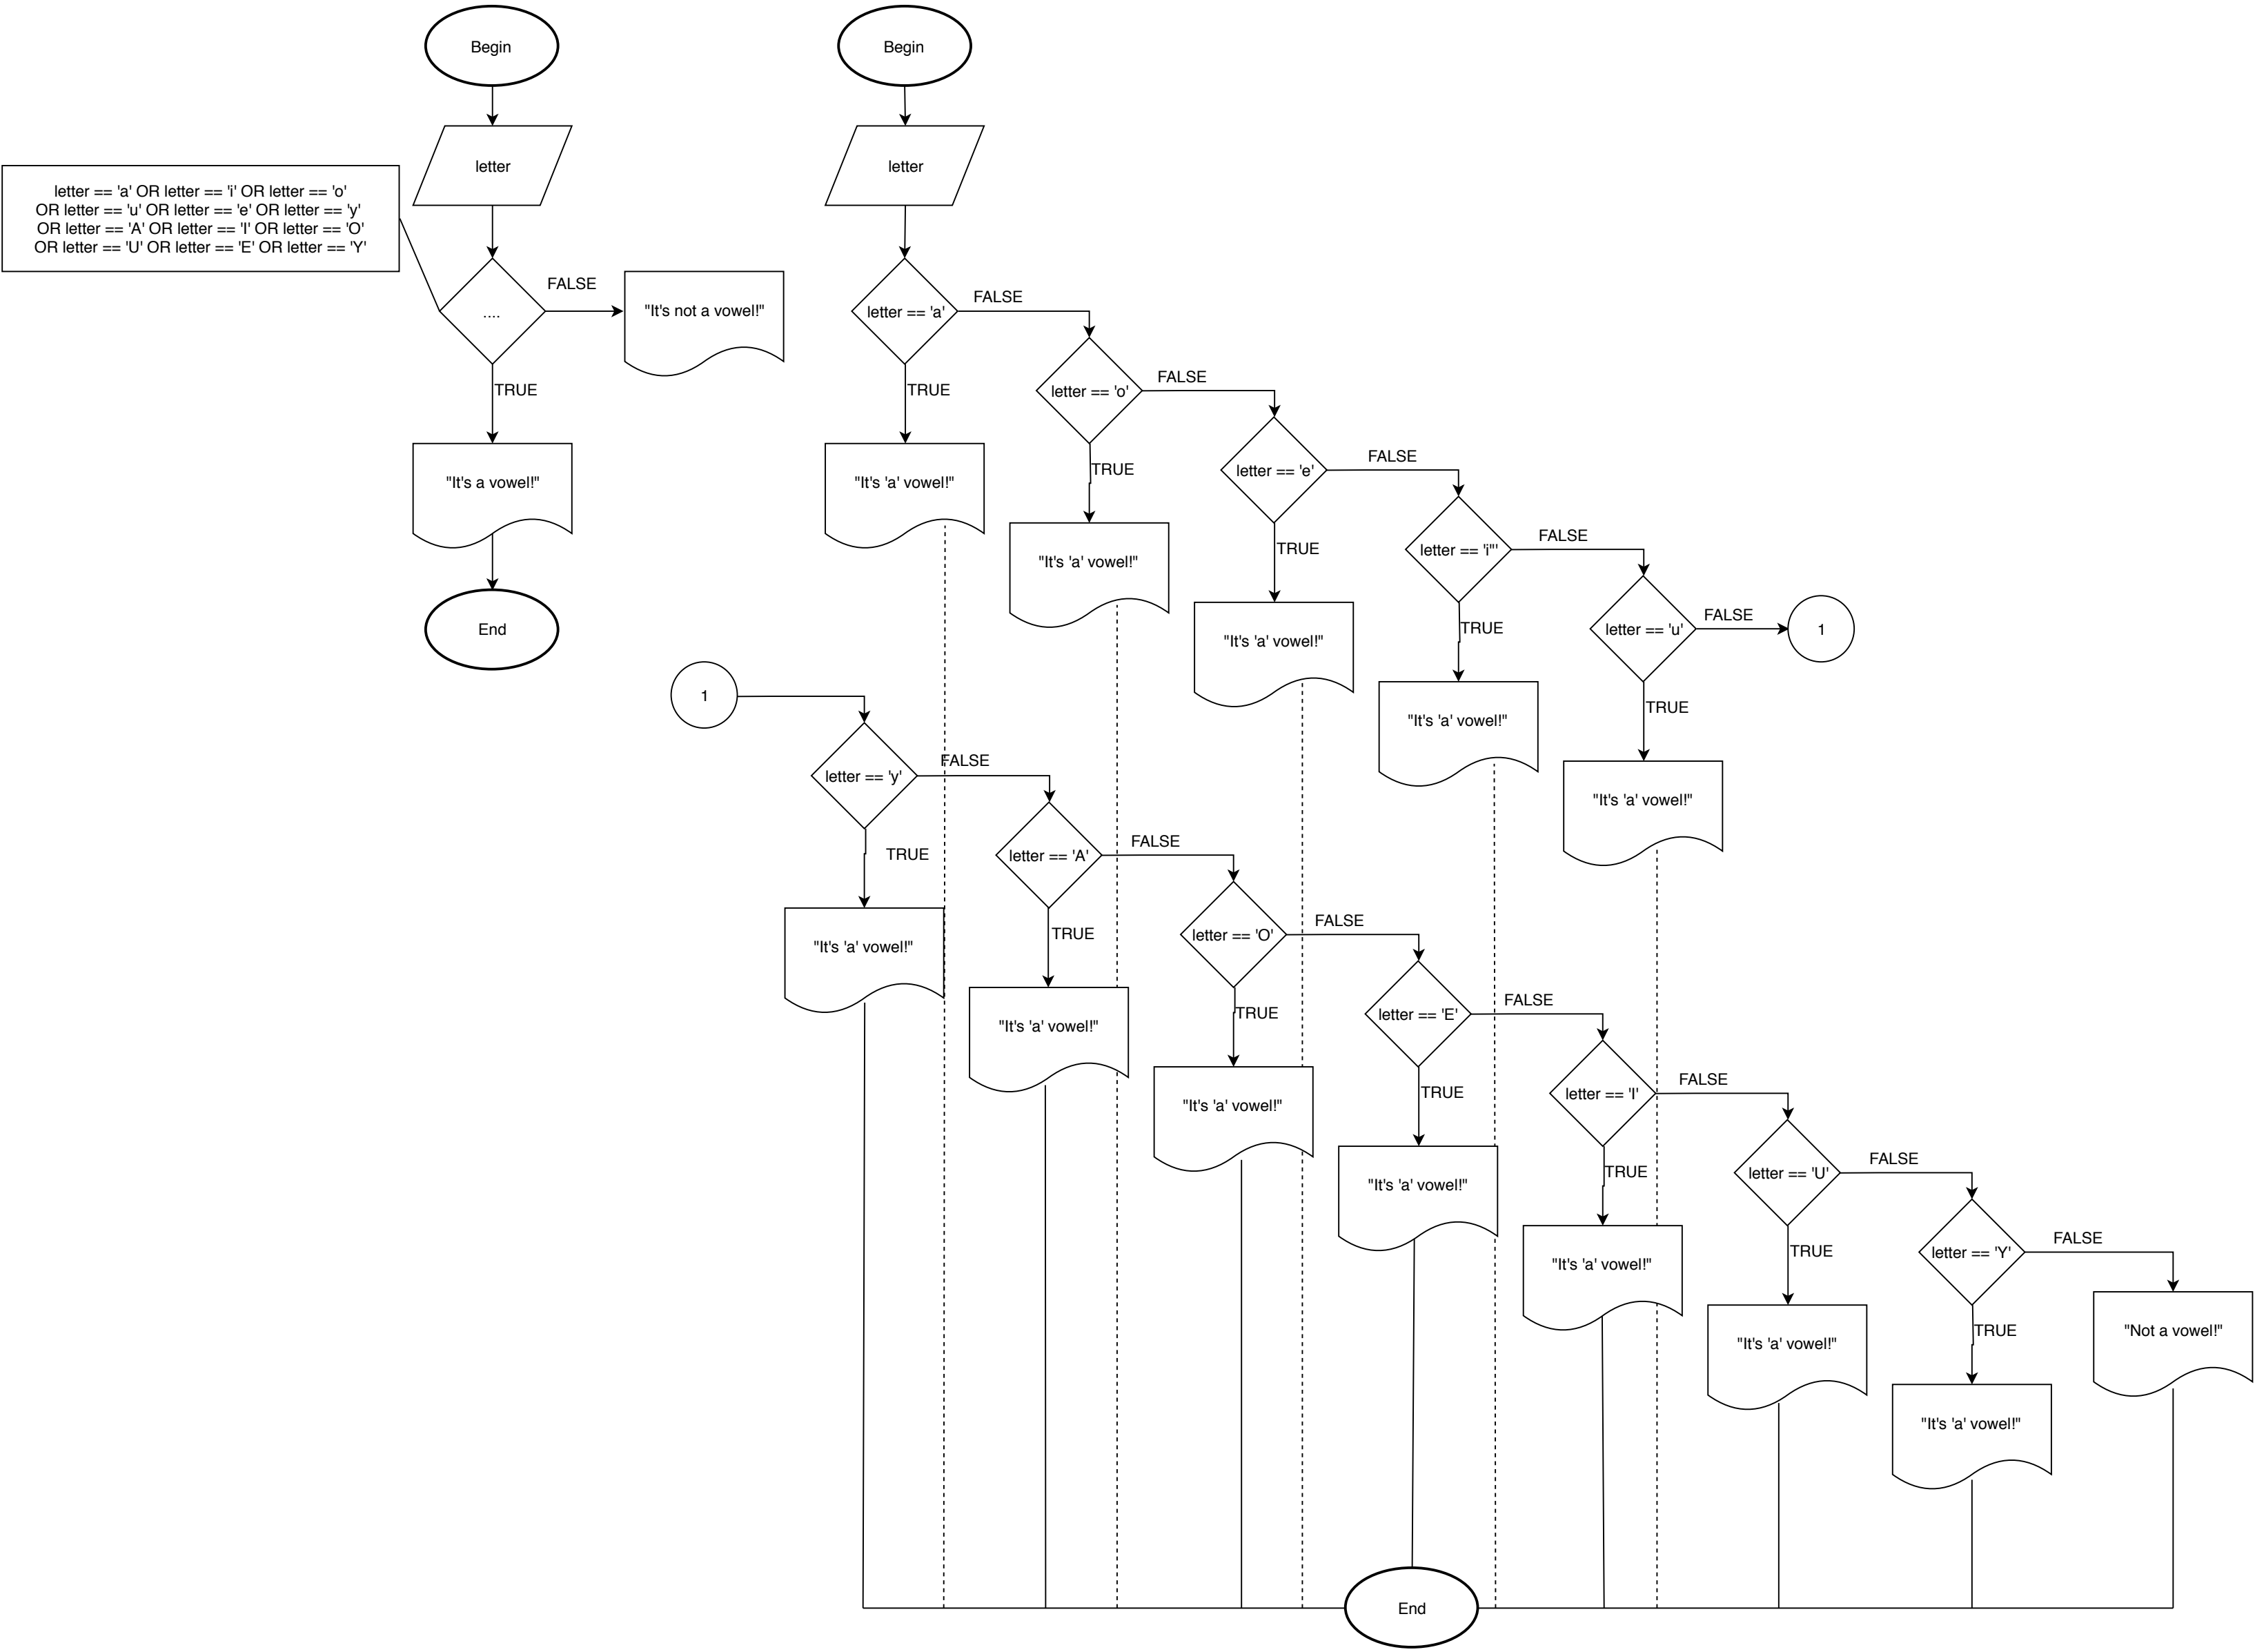 Begin
letter
letter == 'a' OR letter == 'i' OR letter == 'o'
OR letter == 'u' OR letter == 'e' OR letter == 'y'
OR letter == 'A' OR letter == 'I' OR letter == 'O'
OR letter == 'U' OR letter == 'E' OR letter == 'Y'
....
FALSE
"It's not a vowel!"
TRUE
"It's a vowel!"
End
Begin
letter
letter == 'a'
FALSE
TRUE
"It's 'a' vowel!"
letter == 'o'
FALSE
TRUE
"It's 'a' vowel!"
letter == 'e'
FALSE
TRUE
"It's 'a' vowel!"
letter == 'i"'
FALSE
TRUE
"It's 'a' vowel!"
letter == 'u'
FALSE
1
TRUE
"It's 'a' vowel!"
1
letter == 'y'
FALSE
TRUE
"It's 'a' vowel!"
letter == 'A'
FALSE
TRUE
"It's 'a' vowel!"
letter == 'O'
FALSE
TRUE
"It's 'a' vowel!"
letter == 'E'
FALSE
TRUE
"It's 'a' vowel!"
letter == 'I'
FALSE
TRUE
"It's 'a' vowel!"
letter == 'U'
FALSE
TRUE
"It's 'a' vowel!"
letter == 'Y'
FALSE
TRUE
"It's 'a' vowel!"
"Not a vowel!"
End